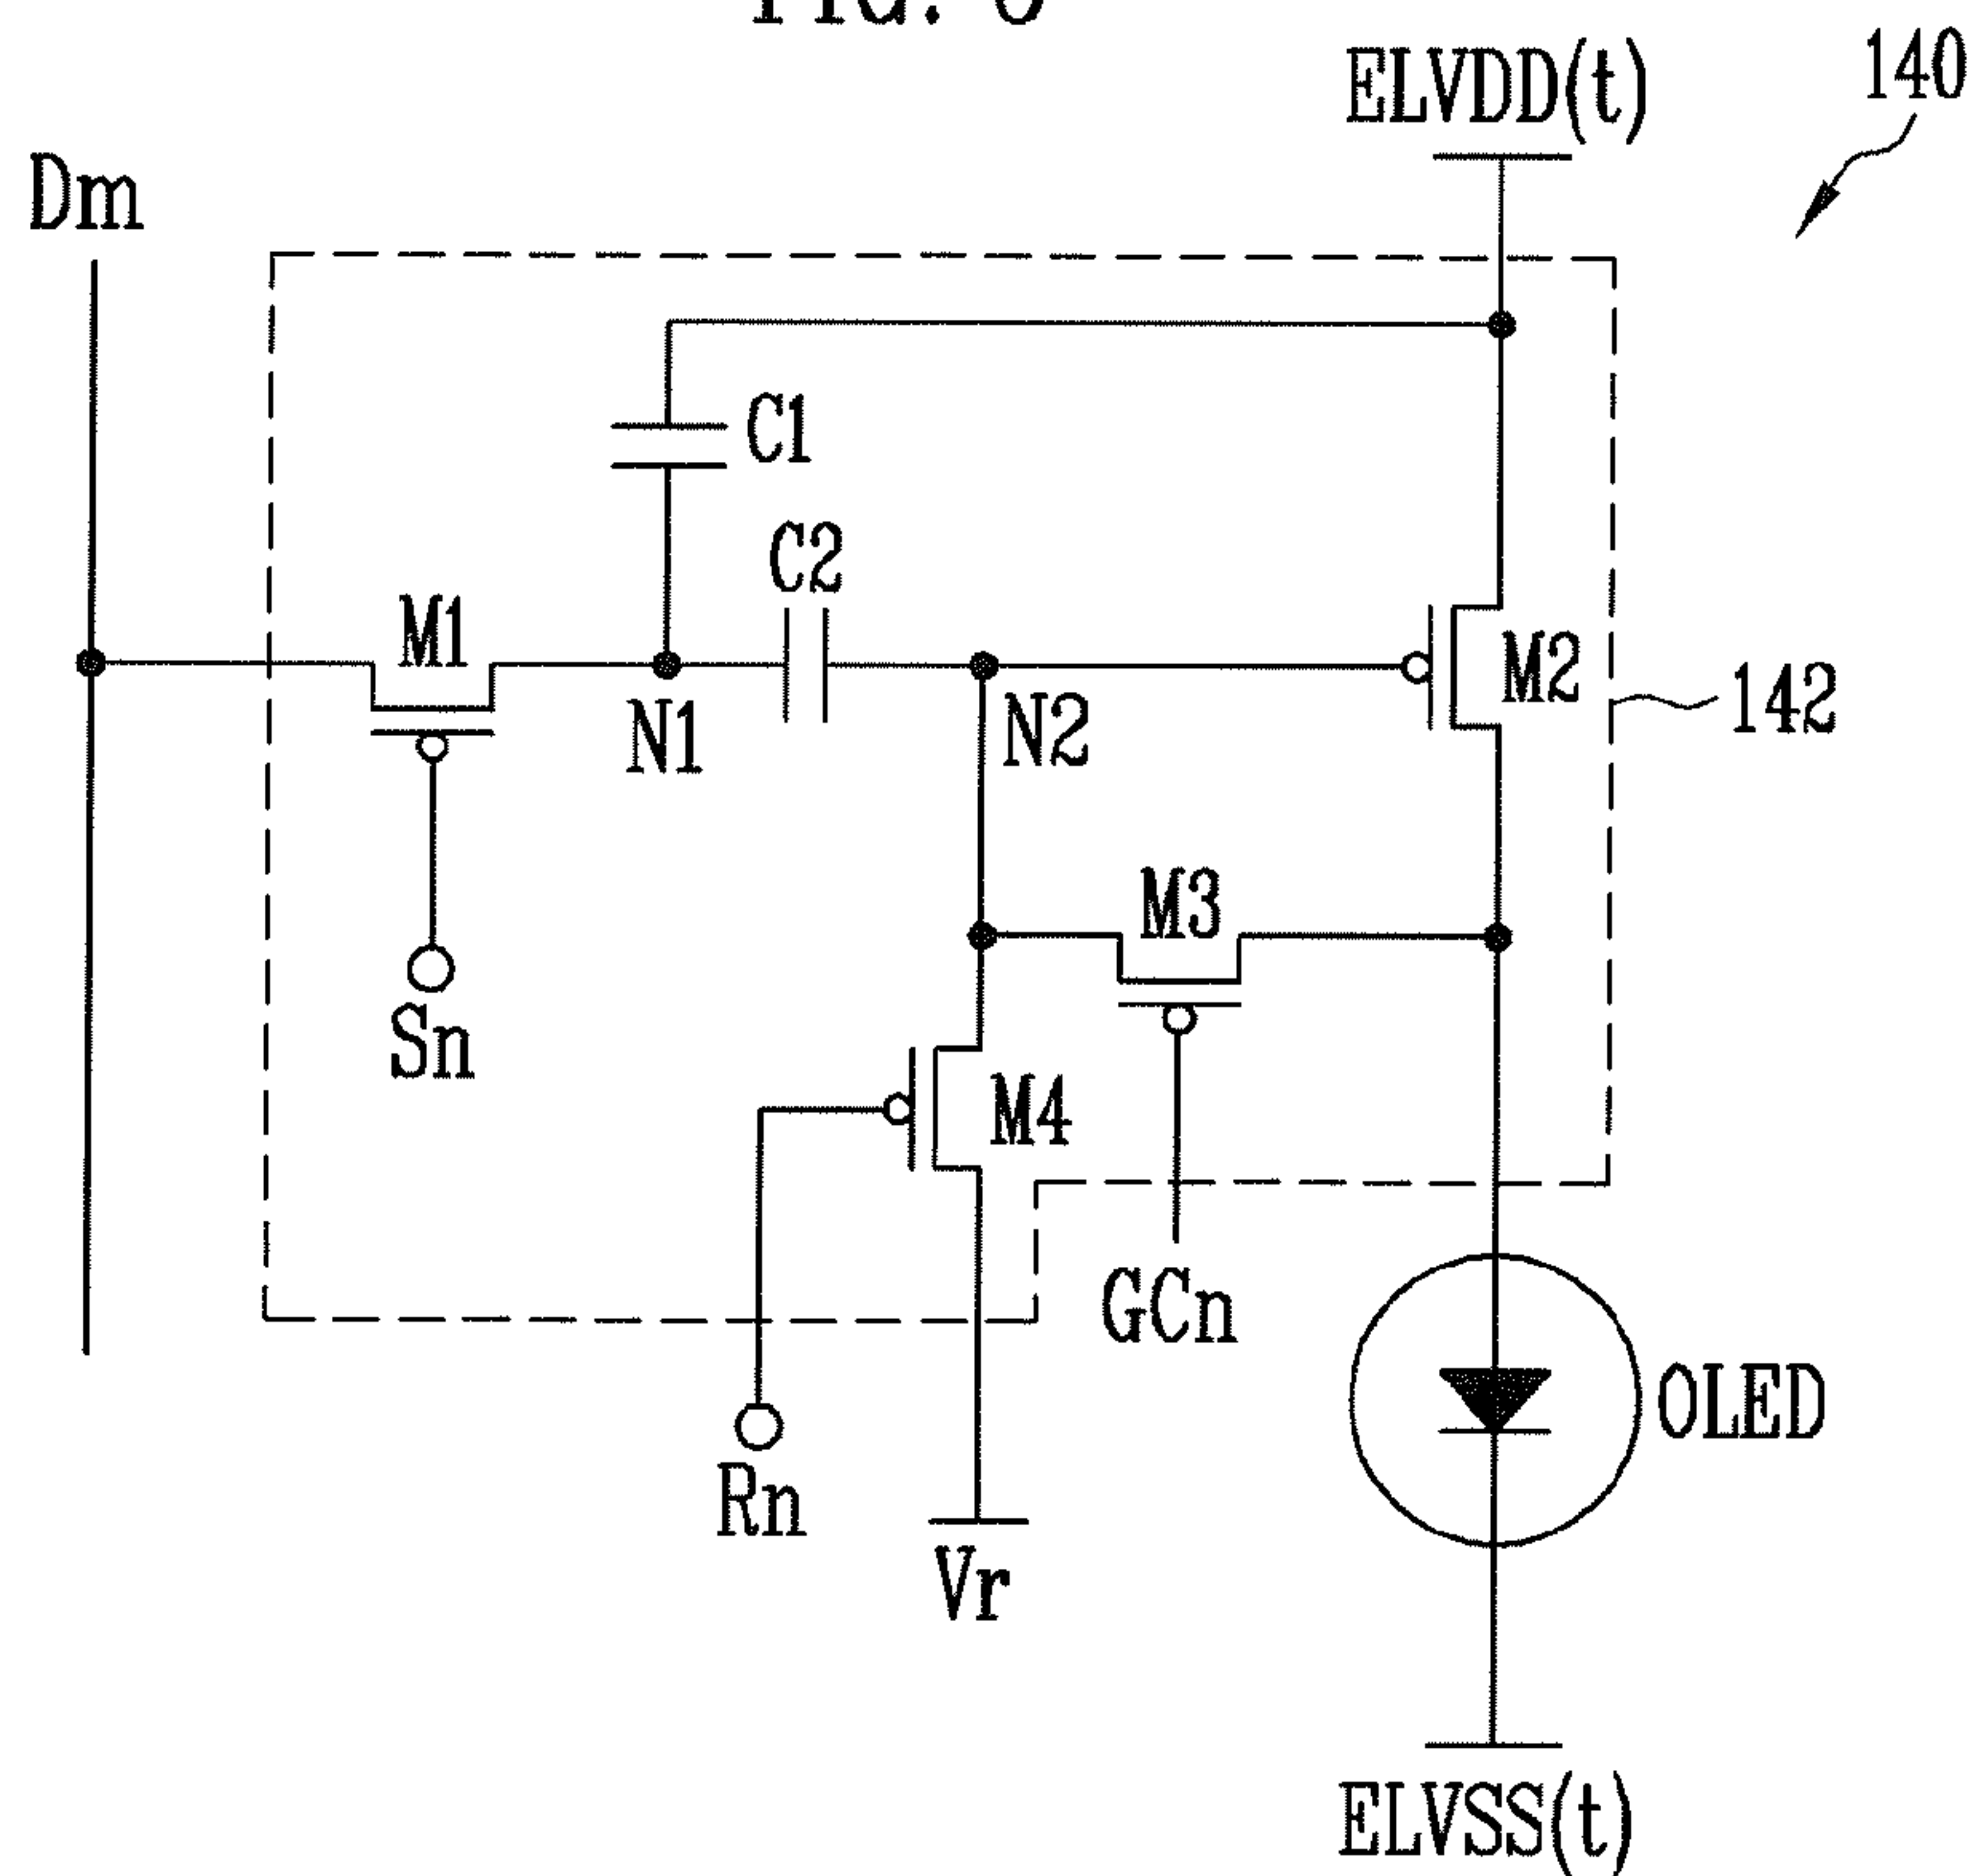 ELVDD(t)
140
Dm
C1
C2
M1
M2
N1
N2
142
M3
Sn
M4
GCn
OLED
Rn
Vr
ELVSS(t)